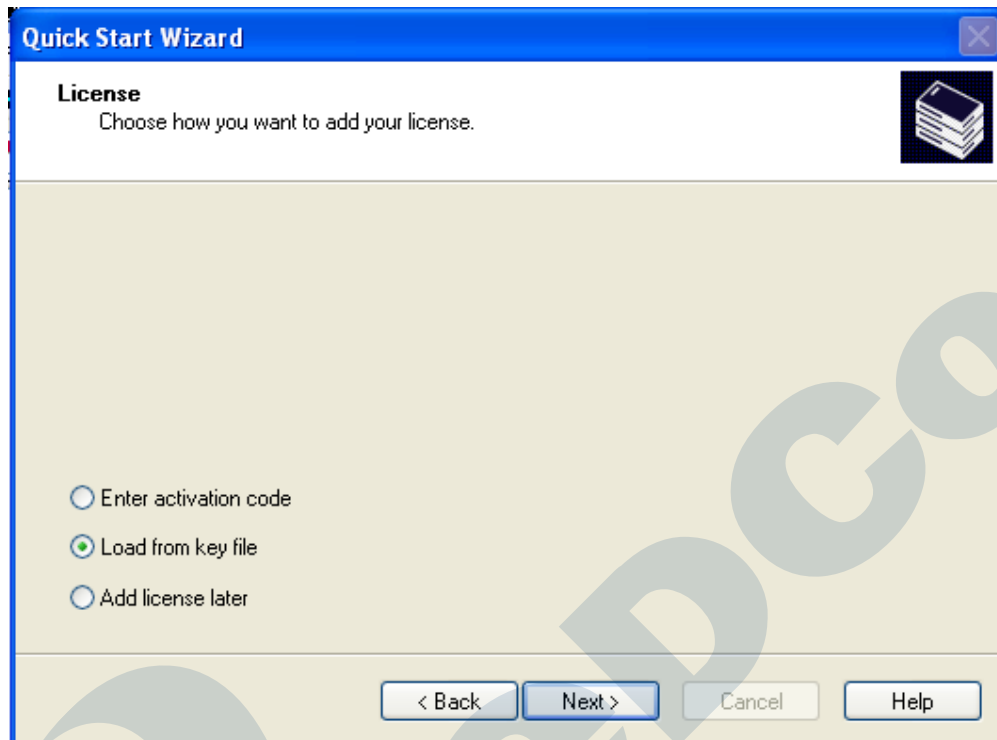 Quick Start Wizard
License
Choose how you want to add your license.
Enter activation code
Load from key file
Add license later
< Back Next > Cancel Help